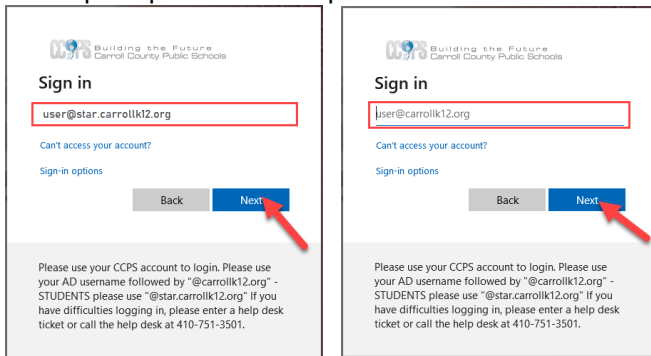 CCPS Building the Future
Carroll County Public Schools
Sign in
user@star.carrollk12.org
Can't access your account?
Sign-in options
Back Next
Please use your CCPS account to login. Please use
your AD username followed by "@carrollk12.org" -
STUDENTS please use "@star.carrollk12.org" If you
have difficulties logging in, please enter a help desk
ticket or call the help desk at 410-751-3501.
CCPS Building the Future
Carroll County Public Schools
Sign in
user@carrollk12.org
Can't access your account?
Sign-in options
Back Next
Please use your CCPS account to login. Please use
your AD username followed by "@carrollk12.org" -
STUDENTS please use "@star.carrollk12.org" If you
have difficulties logging in, please enter a help desk
ticket or call the help desk at 410-751-3501.